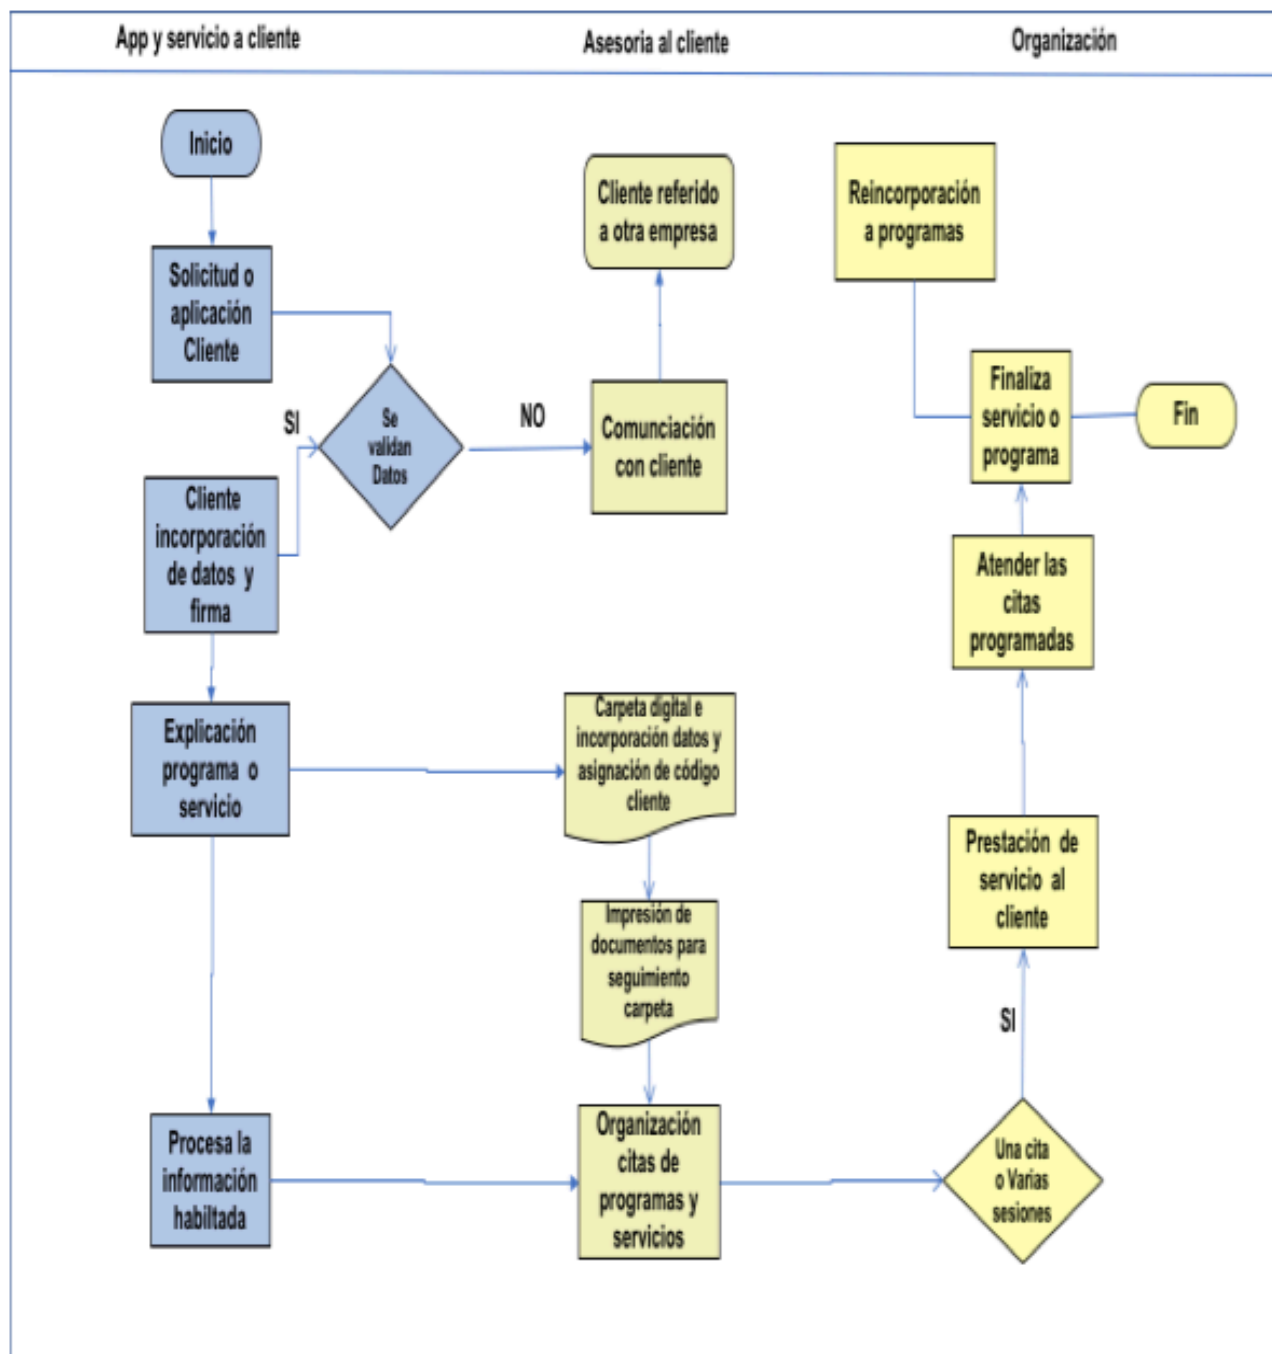 App y servicio a cliente
Asesoria al cliente
Organización
Inicio
Solicitud o
aplicación
Cliente
SI
Se
validan
Datos
NO
Cliente
incorporación
de datos y
firma
Explicación
programa o
servicio
Procesa la
información
habiltada
Cliente referido
a otra empresa
Comunciación
con cliente
Carpeta digital e
incorporación datos y
asignación de código
cliente
Impresión de
documentos para
seguimiento
carpeta
Organización
citas de
programas y
servicios
Reincorporación
a programas
Finaliza
servicio o
programa
Fin
Atender las
citas
programadas
Prestación de
servicio al
cliente
SI
Una cita
o Varias
sesiones